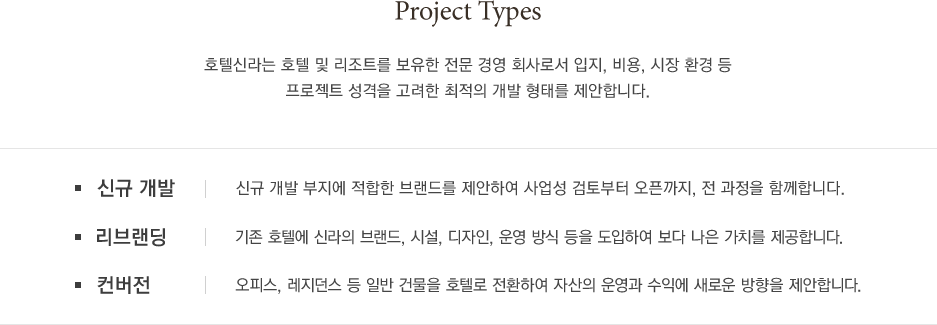 Project Types
호텔신라는 호텔 및 리조트를 보유한 전문 경영 회사로서 입지, 비용, 시장 환경 등
프로젝트 성격을 고려한 최적의 개발 형태를 제안합니다.
신규 개발 신규 개발 부지에 적합한 브랜드를 제안하여 사업성 검토부터 오픈까지, 전 과정을 함께합니다.
리브랜딩 기존 호텔에 신라의 브랜드, 시설, 디자인, 운영 방식 등을 도입하여 보다 나은 가치를 제공합니다.
컨버전 오피스, 레지던스 등 일반 건물을 호텔로 전환하여 자산의 운영과 수익에 새로운 방향을 제안합니다.